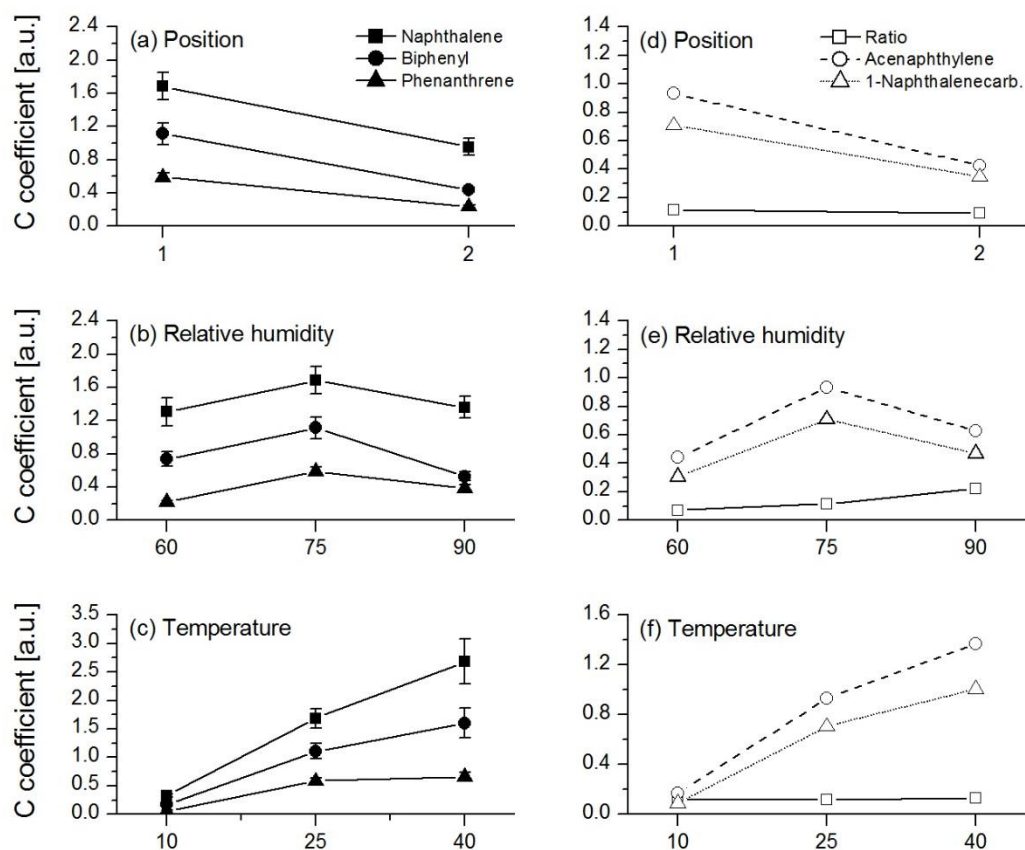 (a) Position
Naphthalene
Biphenyl
Phenanthrene
C coefficient [a.u.]
2.4
2.0
1.6
1.2
0.8
0.4
0.0
1 2
(d) Position
Ratio
Acenaphthylene
1-Naphthalenecarb.
1.4
1.2
1.0
0.8
0.6
0.4
0.2
0.0
1 2
(b) Relative humidity
C coefficient [a.u.]
2.4
2.0
1.6
1.2
0.8
0.4
0.0
60 75 90
(e) Relative humidity
1.4
1.2
1.0
0.8
0.6
0.4
0.2
0.0
60 75 90
(c) Temperature
C coefficient [a.u.]
3.5
3.0
2.5
2.0
1.5
1.0
0.5
0.0
10 25 40
(f) Temperature
1.6
1.2
0.8
0.4
0.0
10 25 40